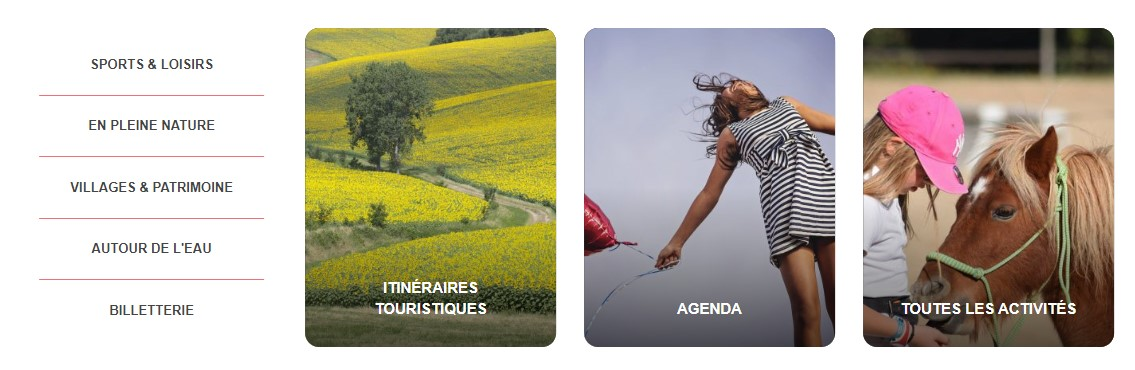 SPORTS & LOISIRS
EN PLEINE NATURE
VILLAGES & PATRIMOINE
AUTOUR DE L'EAU
BILLETTERIE
ITINÉRAIRES
TOURISTIQUES
AGENDA
TOUTES LES ACTIVITÉS